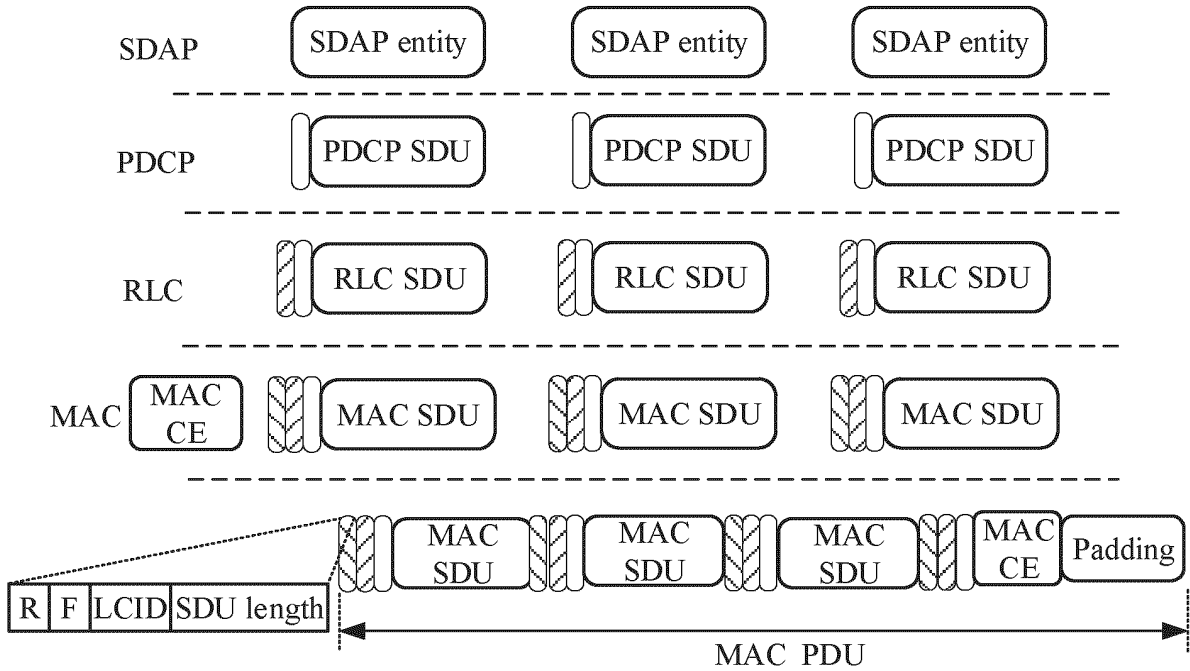 SDAP SDAP entity SDAP entity SDAP entity
PDCP PDCP SDU PDCP SDU PDCP SDU
RLC RLC SDU RLC SDU RLC SDU
MAC MAC CE MAC SDU MAC SDU MAC SDU
MAC SDU MAC SDU MAC SDU MAC CE Padding
R F LCID SDU length
MAC PDU